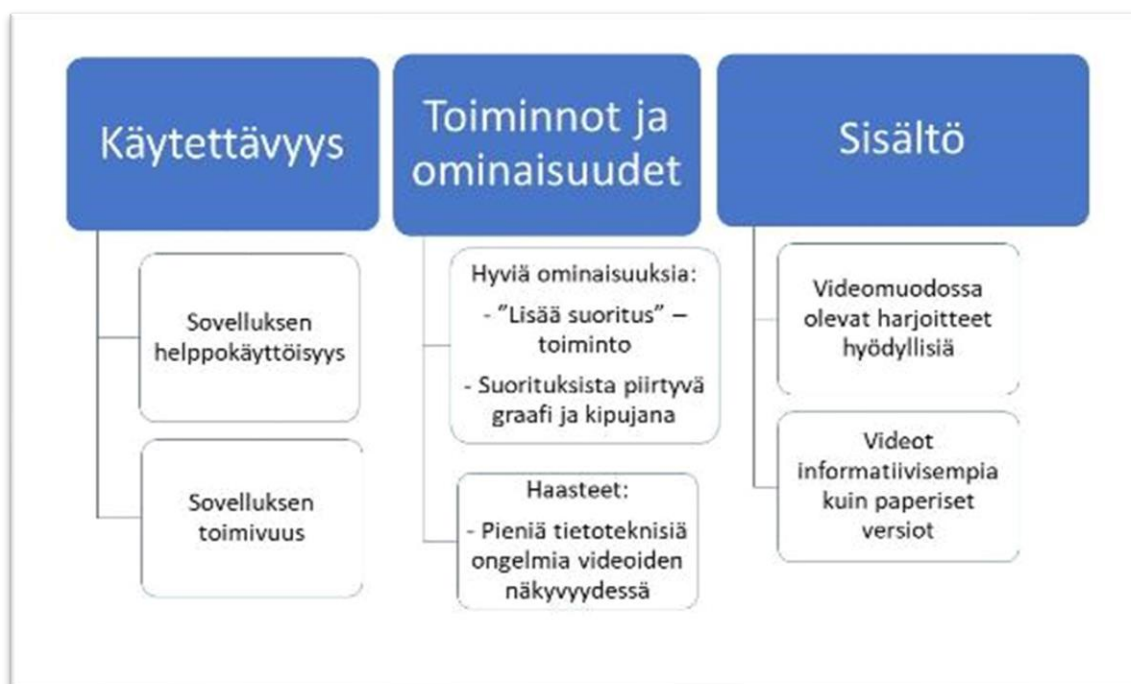 Käytettävyys
Sovelluksen
helppokäyttöisyys
Sovelluksen
toimivuus
Toiminnot ja
ominaisuudet
Hyviä ominaisuuksia:
- ”Lisää suoritus” –
toiminto
- Suorituksista piirtyvä
graafi ja kipujana
Haasteet:
- Pieniä tietoteknisiä
ongelmia videoiden
näkyvyydessä
Sisältö
Videomuodossa
olevat harjoitteet
hyödyllisiä
Videot
informatiivisempia
kuin paperiset
versiot